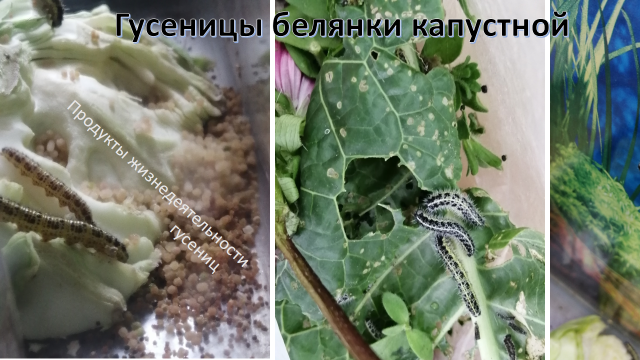 Гусеницы белянки капустной
Продукты жизнедеятельности
гусениц